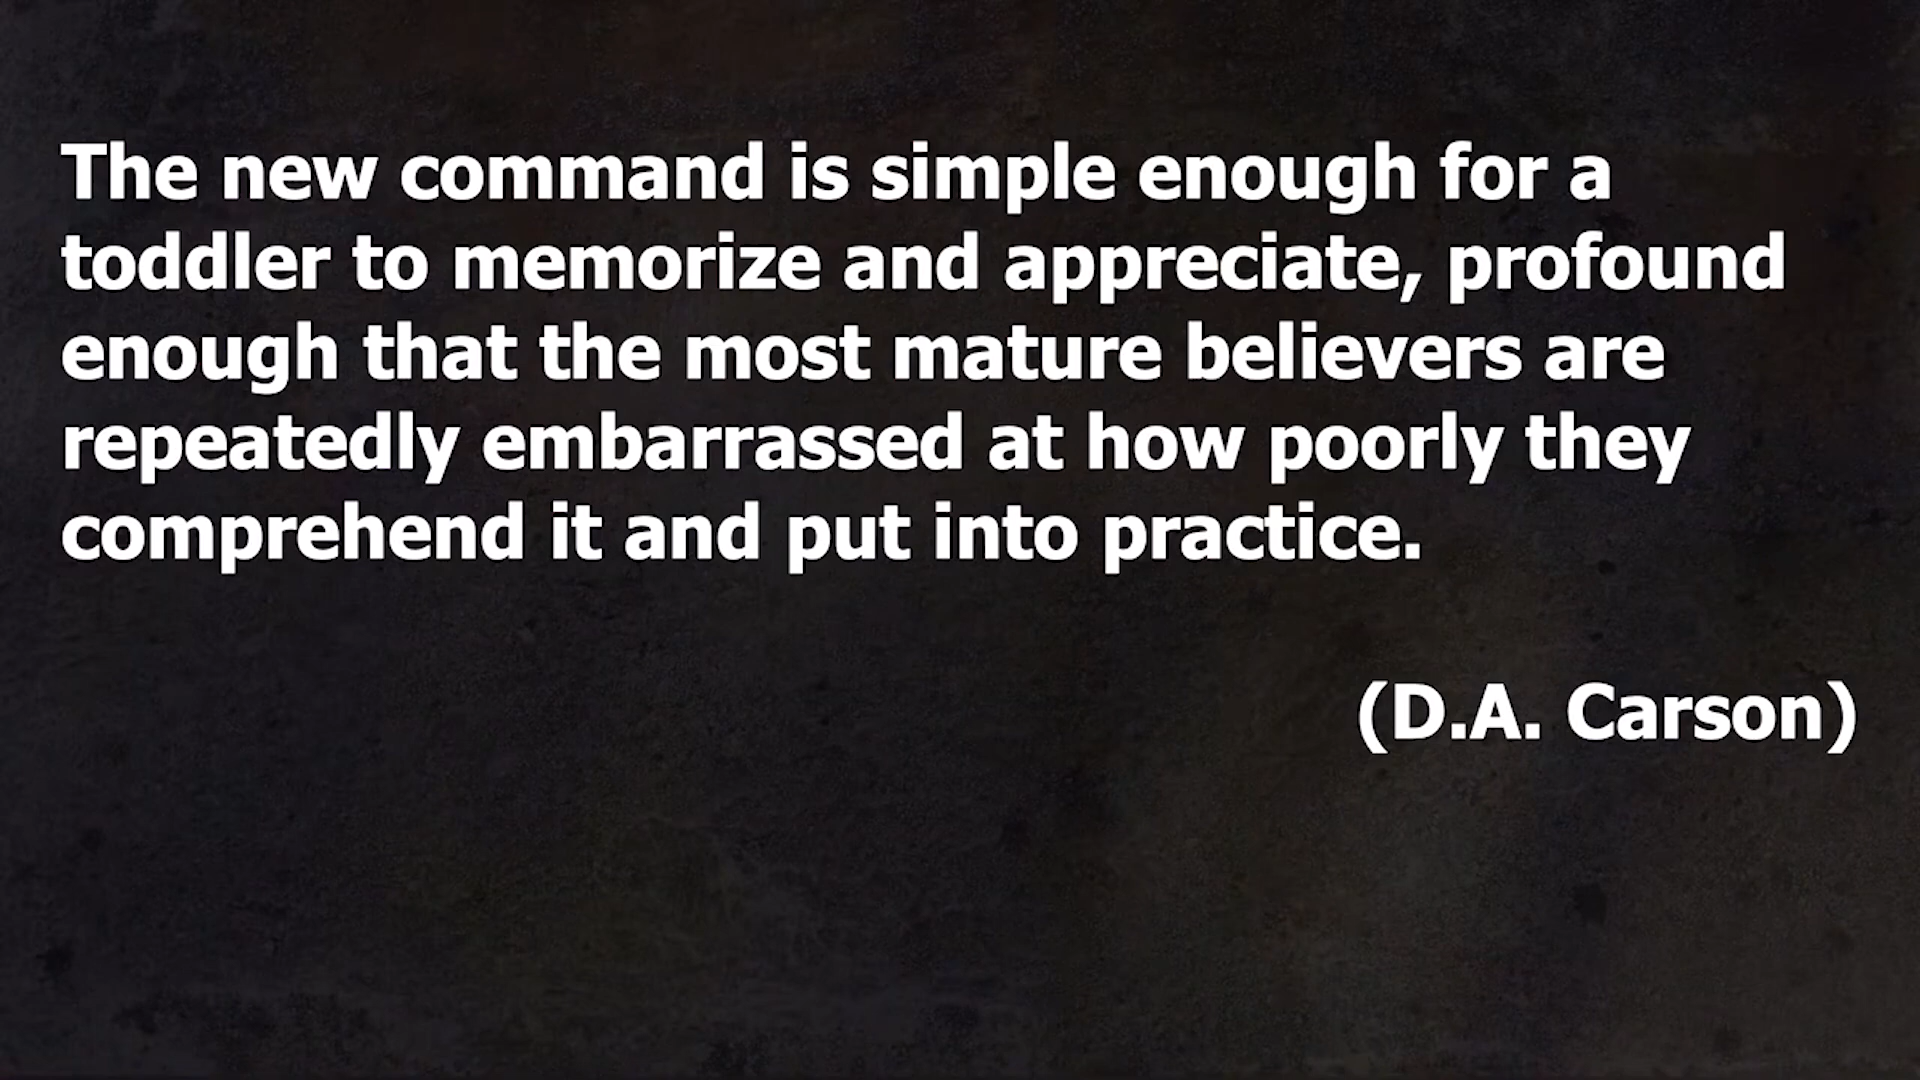 The new command is simple enough for a
toddler to memorize and appreciate, profound
enough that the most mature believers are
repeatedly embarrassed at how poorly they
comprehend it and put into practice.
(D.A. Carson)